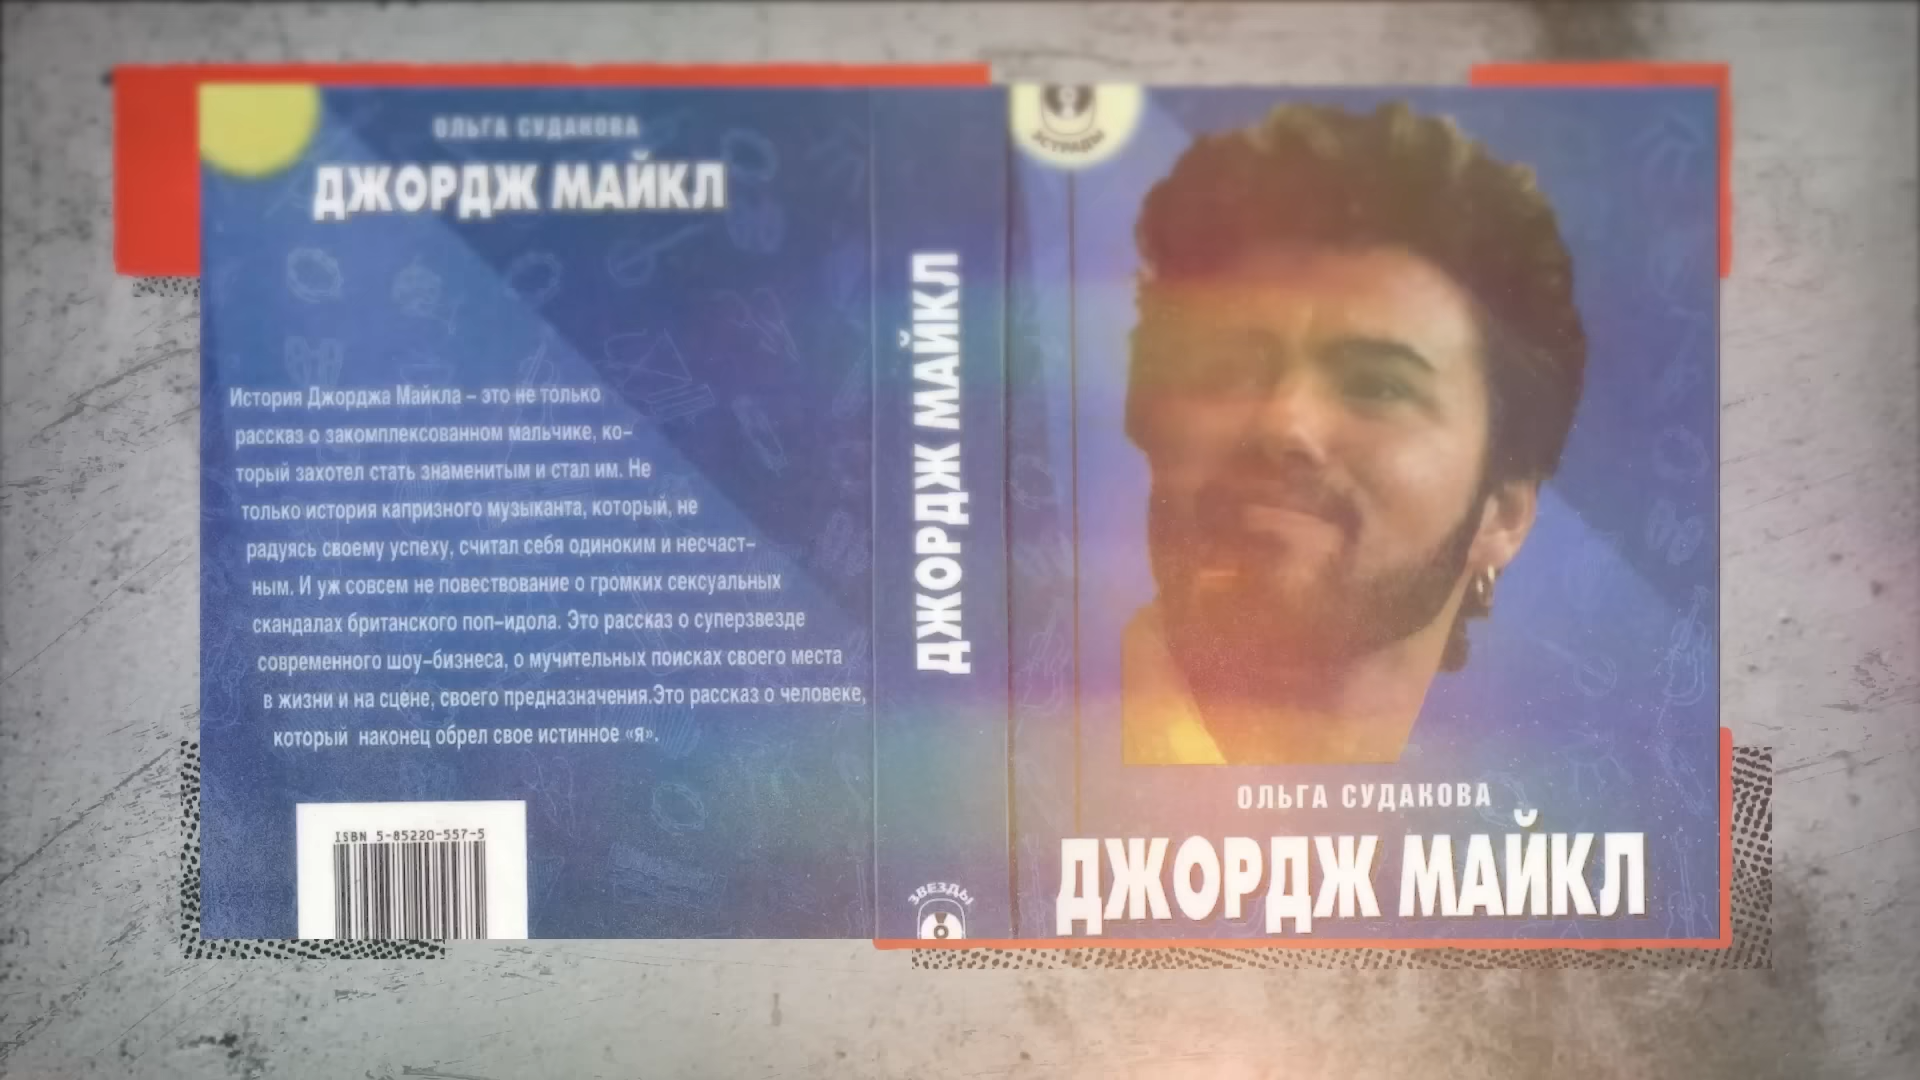 ОЛЬГА СУДАКОВА
ДЖОРДЖ МАЙКЛ
История Джорджа Майкла – это не только
рассказ о закомплексованном мальчике, ко–
торый захотел стать знаменитым и стал им. Не
только история капризного музыканта, который, не
радуясь своему успеху, считал себя одиноким и несчаст–
ным. И уж совсем не повествование о громких сексуальных
скандалах британского поп–идола. Это рассказ о суперзвезде
современного шоу–бизнеса, о мучительных поисках своего места
в жизни и на сцене, своего предназначения.Это рассказ о человеке,
который наконец обрел свое истинное «я».
ISBN 5-85220-557-5
ДЖОРДЖ МАЙКЛ
ЗВЕЗДЫ
ЭСТРАДЫ
ОЛЬГА СУДАКОВА
ДЖОРДЖ МАЙКЛ